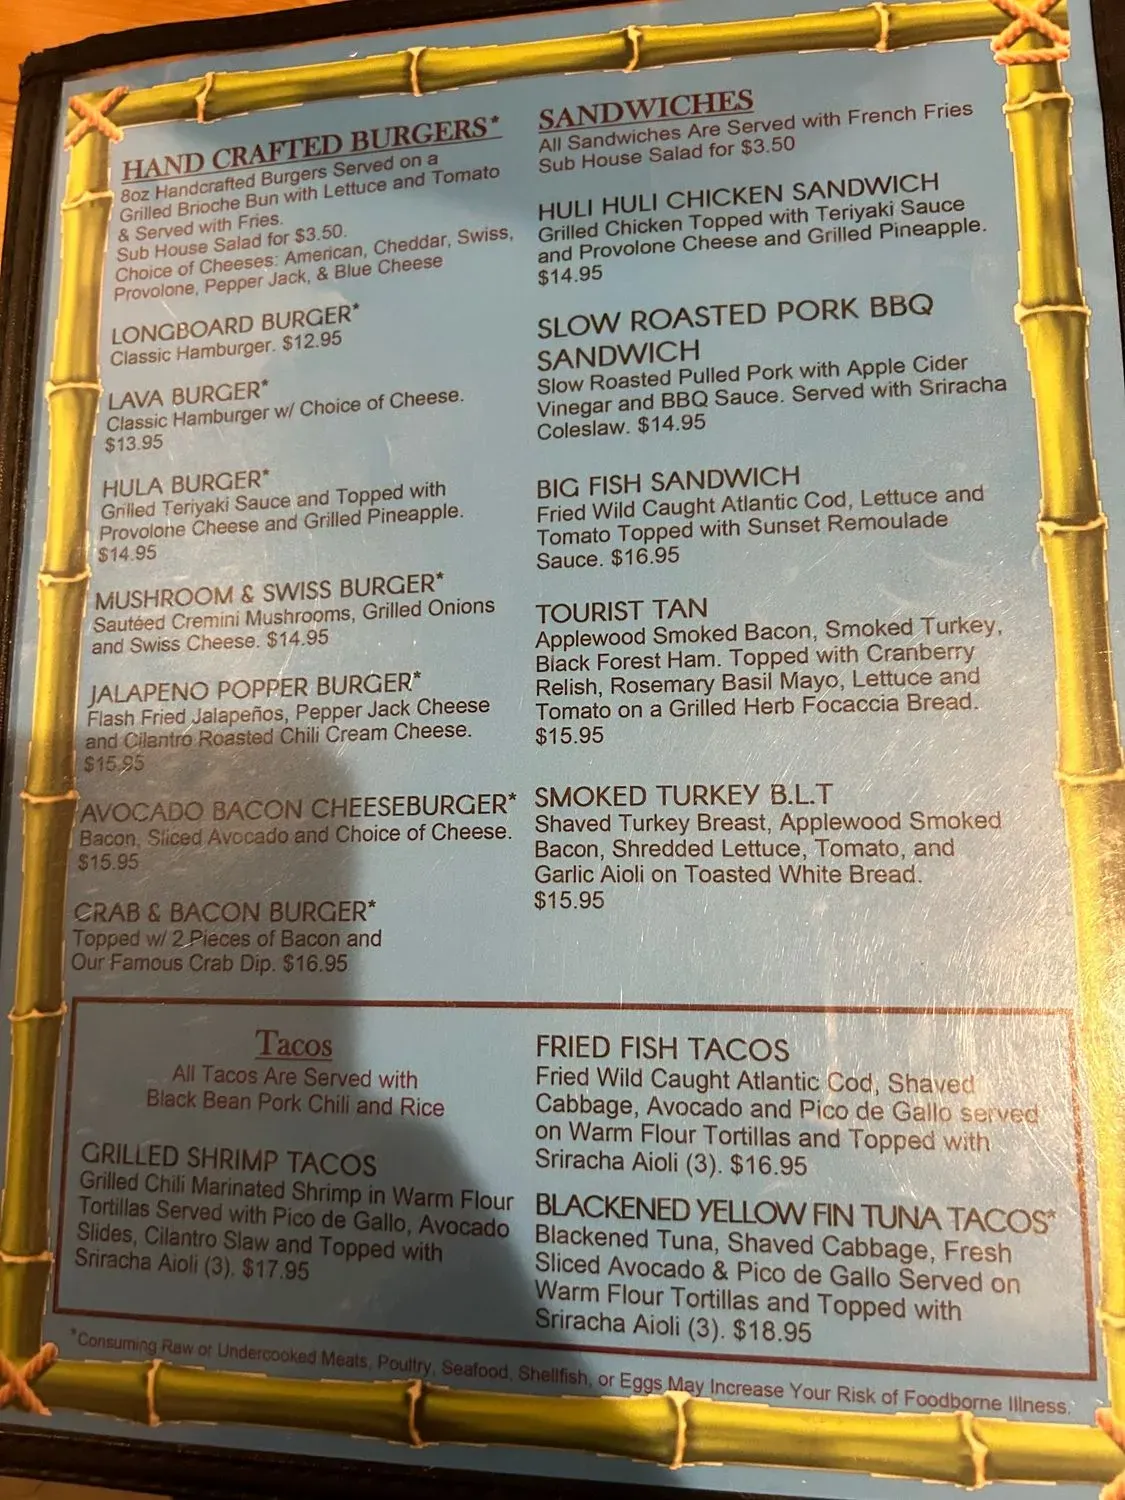 HAND CRAFTED BURGERS*
8oz Handcrafted Burgers Served on a
Grilled Brioche Bun with Lettuce and Tomato
& Served with Fries.
Sub House Salad for $3.50.
Choice of Cheeses: American, Cheddar, Swiss,
Provolone, Pepper Jack, & Blue Cheese
LONGBOARD BURGER*
Classic Hamburger. $12.95
LAVA BURGER*
Classic Hamburger w/ Choice of Cheese.
$13.95
HULA BURGER*
Grilled Teriyaki Sauce and Topped with
Provolone Cheese and Grilled Pineapple.
$14.95
MUSHROOM & SWISS BURGER*
Sautéed Cremini Mushrooms, Grilled Onions
and Swiss Cheese. $14.95
JALAPENO POPPER BURGER*
Flash Fried Jalapeños, Pepper Jack Cheese
and Cilantro Roasted Chili Cream Cheese.
$15.95
AVOCADO BACON CHEESEBURGER*
Bacon, Sliced Avocado and Choice of Cheese.
$15.95
CRAB & BACON BURGER*
Topped w/ 2 Pieces of Bacon and
Our Famous Crab Dip. $16.95
SANDWICHES
All Sandwiches Are Served with French Fries
Sub House Salad for $3.50
HULI HULI CHICKEN SANDWICH
Grilled Chicken Topped with Teriyaki Sauce
and Provolone Cheese and Grilled Pineapple.
$14.95
SLOW ROASTED PORK BBQ
SANDWICH
Slow Roasted Pulled Pork with Apple Cider
Vinegar and BBQ Sauce. Served with Sriracha
Coleslaw. $14.95
BIG FISH SANDWICH
Fried Wild Caught Atlantic Cod, Lettuce and
Tomato Topped with Sunset Remoulade
Sauce. $16.95
TOURIST TAN
Applewood Smoked Bacon, Smoked Turkey,
Black Forest Ham. Topped with Cranberry
Relish, Rosemary Basil Mayo, Lettuce and
Tomato on a Grilled Herb Focaccia Bread.
$15.95
SMOKED TURKEY B.L.T
Shaved Turkey Breast, Applewood Smoked
Bacon, Shredded Lettuce, Tomato, and
Garlic Aioli on Toasted White Bread.
$15.95
Tacos
All Tacos Are Served with
Black Bean Pork Chili and Rice
GRILLED SHRIMP TACOS
Grilled Chili Marinated Shrimp in Warm Flour
Tortillas Served with Pico de Gallo, Avocado
Slides, Cilantro Slaw and Topped with
Sriracha Aioli (3). $17.95
FRIED FISH TACOS
Fried Wild Caught Atlantic Cod, Shaved
Cabbage, Avocado and Pico de Gallo served
on Warm Flour Tortillas and Topped with
Sriracha Aioli (3). $16.95
BLACKENED YELLOW FIN TUNA TACOS*
Blackened Tuna, Shaved Cabbage, Fresh
Sliced Avocado & Pico de Gallo Served on
Warm Flour Tortillas and Topped with
Sriracha Aioli (3). $18.95
*Consuming Raw or Undercooked Meats, Poultry, Seafood, Shellfish, or Eggs May Increase Your Risk of Foodborne Illness.